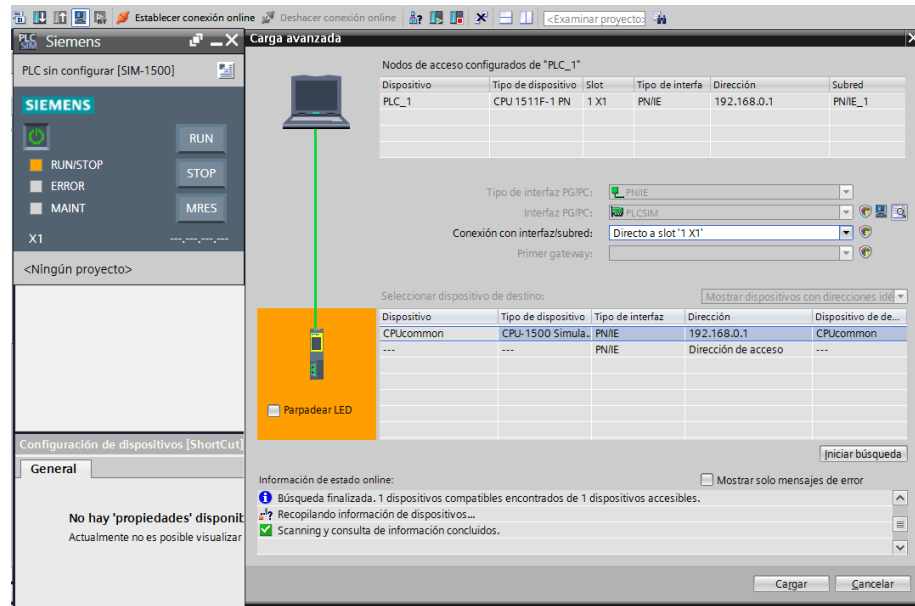 Establecer conexión online Deshacer conexión online <Examinar proyecto>
PLC SIM Siemens
Carga avanzada
PLC sin configurar [SIM-1500]
SIEMENS
RUN
RUN/STOP
STOP
ERROR
MAINT
MRES
X1 ---.---.---.---
<Ningún proyecto>
Nodos de acceso configurados de "PLC_1"
Dispositivo Tipo de dispositivo Slot Tipo de interfa Dirección Subred
PLC_1 CPU 1511F-1 PN 1 X1 PN/IE 192.168.0.1 PN/IE_1
Tipo de interfaz PG/PC: PN/IE
Interfaz PG/PC: PLCSIM
Conexión con interfaz/subred: Directo a slot '1 X1'
Primer gateway:
Seleccionar dispositivo de destino: Mostrar dispositivos con direcciones idé
Dispositivo Tipo de dispositivo Tipo de interfaz Dirección Dispositivo de de...
CPUcommon CPU-1500 Simula... PN/IE 192.168.0.1 CPUcommon
--- --- PN/IE Dirección de acceso ---
Parpadear LED
Iniciar búsqueda
Configuración de dispositivos [ShortCut]
General
No hay 'propiedades' disponib
Actualmente no es posible visualizar
Información de estado online: Mostrar solo mensajes de error
Búsqueda finalizada. 1 dispositivos compatibles encontrados de 1 dispositivos accesibles.
Recopilando información de dispositivos...
Scanning y consulta de información concluidos.
Cargar Cancelar